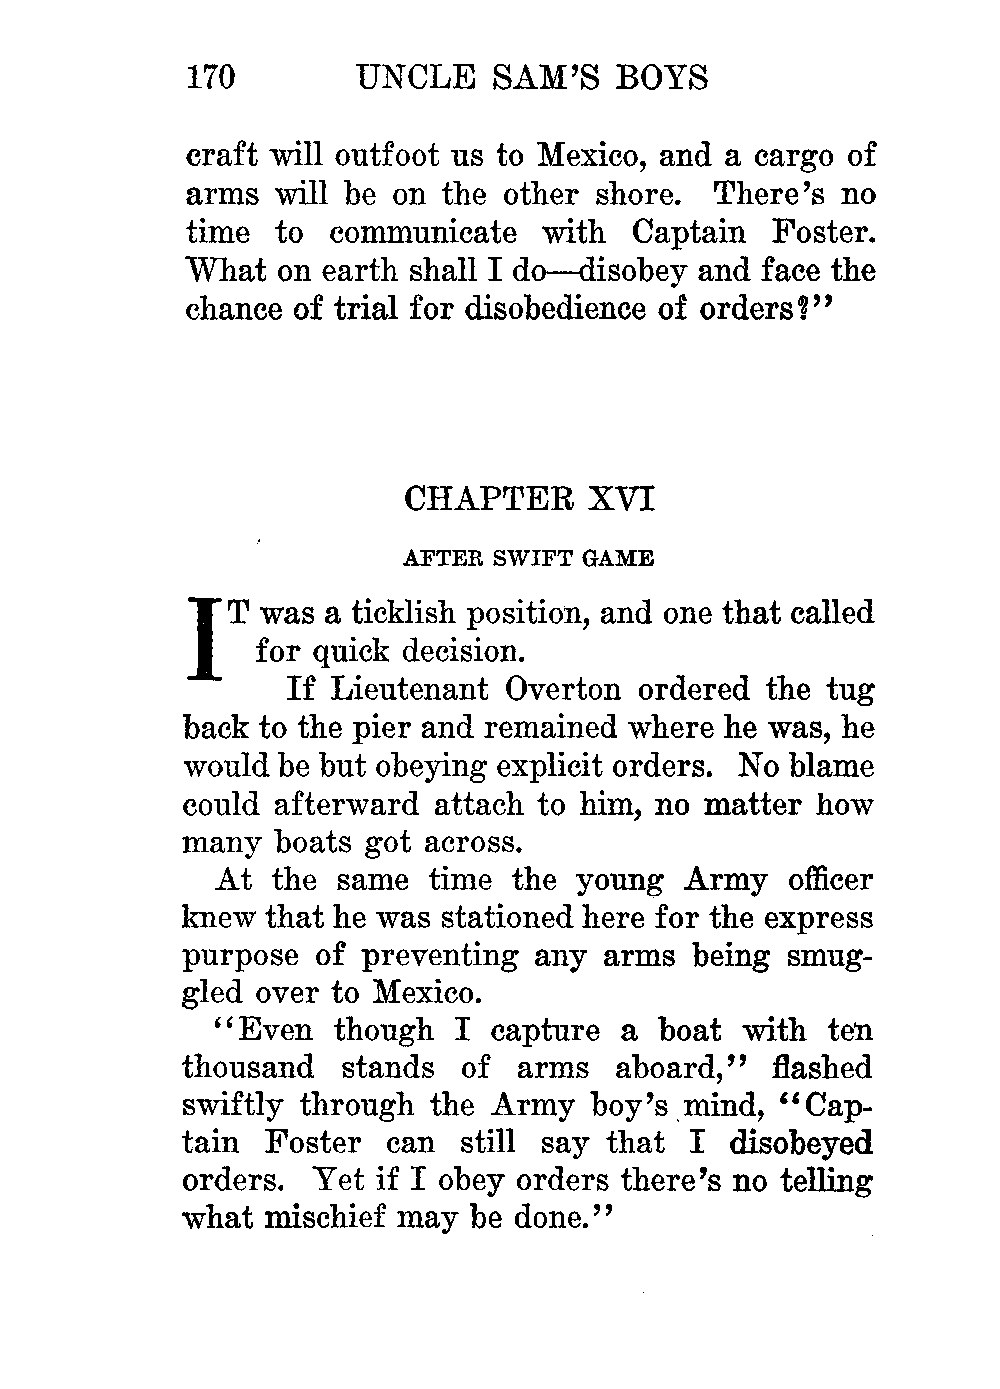 170 UNCLE SAM'S BOYS
craft will outfoot us to Mexico, and a cargo of
arms will be on the other shore. There's no
time to communicate with Captain Foster.
What on earth shall I do—disobey and face the
chance of trial for disobedience of orders?"
CHAPTER XVI
AFTER SWIFT GAME
IT was a ticklish position, and one that called
for quick decision.
If Lieutenant Overton ordered the tug
back to the pier and remained where he was, he
would be but obeying explicit orders. No blame
could afterward attach to him, no matter how
many boats got across.
At the same time the young Army officer
knew that he was stationed here for the express
purpose of preventing any arms being smug-
gled over to Mexico.
"Even though I capture a boat with ten
thousand stands of arms aboard," flashed
swiftly through the Army boy's mind, "Cap-
tain Foster can still say that I disobeyed
orders. Yet if I obey orders there's no telling
what mischief may be done."